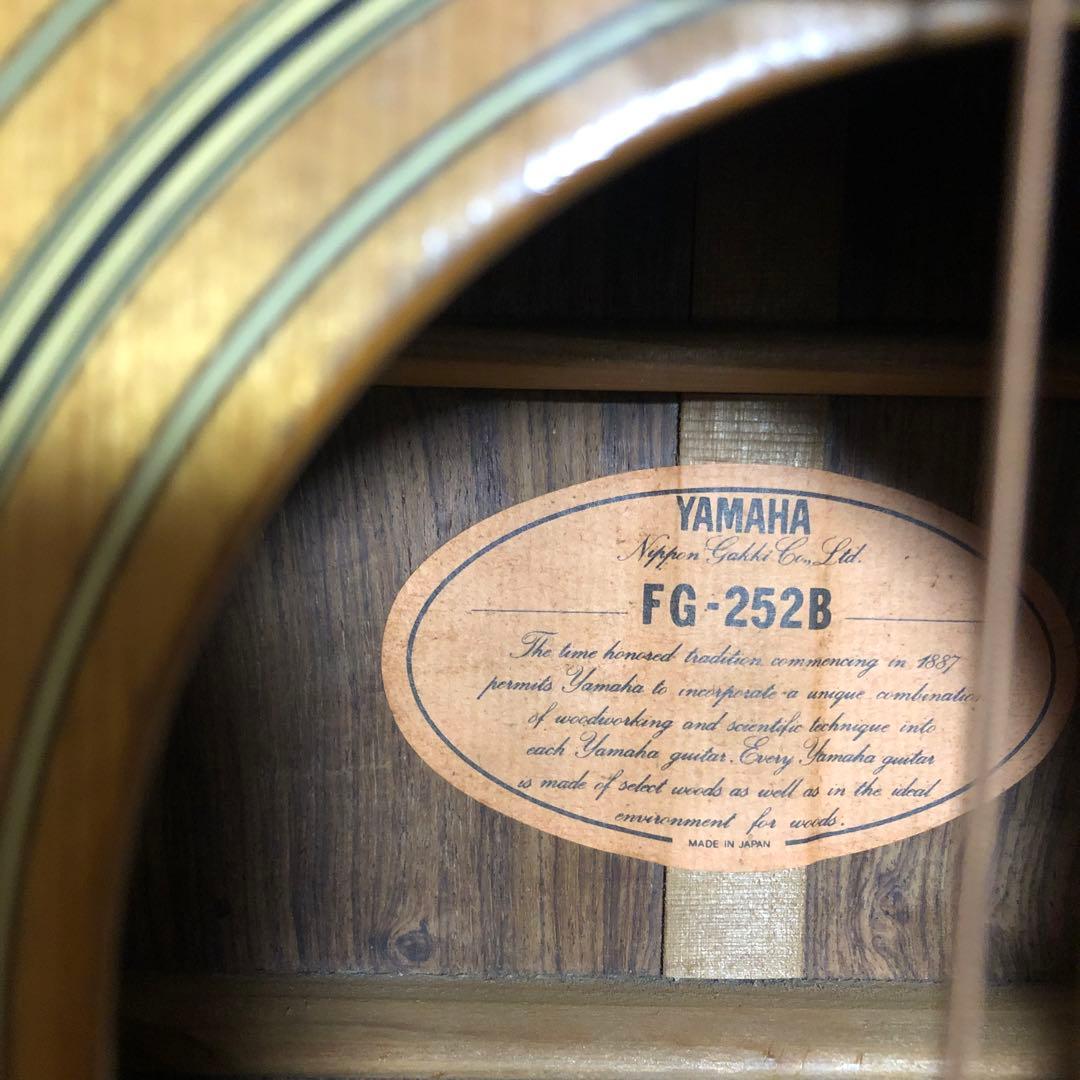 YAMAHA
Nippon Gakki Co., Ltd.
FG-252B
The time honored tradition commencing in 1887
permits Yamaha to incorporate a unique combinatio
of woodworking and scientific technique into
each Yamaha guitar. Every Yamaha guitar
is made of select woods as well as in the ideal
environment for woods.
MADE IN JAPAN